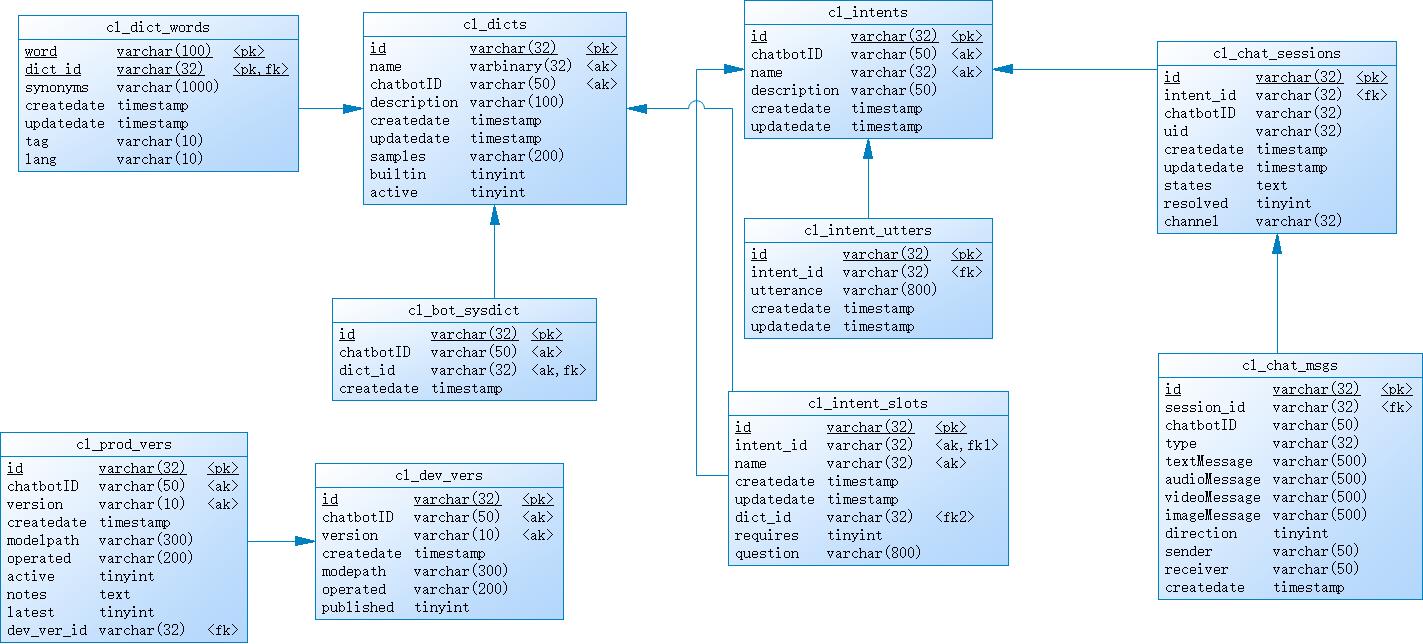 cl_dict_words
word varchar(100) <pk>
dict_id varchar(32) <pk,fk>
synonyms varchar(1000)
createdate timestamp
updatedate timestamp
tag varchar(10)
lang varchar(10)
cl_dicts
id varchar(32) <pk>
name varbinary(32) <ak>
chatbotID varchar(50) <ak>
description varchar(100)
createdate timestamp
updatedate timestamp
samples varchar(200)
builtin tinyint
active tinyint
cl_intents
id varchar(32) <pk>
chatbotID varchar(50) <ak>
name varchar(32) <ak>
description varchar(50)
createdate timestamp
updatedate timestamp
cl_chat_sessions
id varchar(32) <pk>
intent_id varchar(32) <fk>
chatbotID varchar(32)
uid varchar(32)
createdate timestamp
updatedate timestamp
states text
resolved tinyint
channel varchar(32)
cl_intent_utters
id varchar(32) <pk>
intent_id varchar(32) <fk>
utterance varchar(800)
createdate timestamp
updatedate timestamp
cl_bot_sysdict
id varchar(32) <pk>
chatbotID varchar(50) <ak>
dict_id varchar(32) <ak,fk>
createdate timestamp
cl_chat_msgs
id varchar(32) <pk>
session_id varchar(32) <fk>
chatbotID varchar(50)
type varchar(32)
textMessage varchar(500)
audioMessage varchar(500)
videoMessage varchar(500)
imageMessage varchar(500)
direction tinyint
sender varchar(50)
receiver varchar(50)
createdate timestamp
cl_intent_slots
id varchar(32) <pk>
intent_id varchar(32) <ak,fk1>
name varchar(32) <ak>
createdate timestamp
updatedate timestamp
dict_id varchar(32) <fk2>
requires tinyint
question varchar(800)
cl_prod_vers
id varchar(32) <pk>
chatbotID varchar(50) <ak>
version varchar(10) <ak>
createdate timestamp
modelpath varchar(300)
operated varchar(200)
active tinyint
notes text
latest tinyint
dev_ver_id varchar(32) <fk>
cl_dev_vers
id varchar(32) <pk>
chatbotID varchar(50) <ak>
version varchar(10) <ak>
createdate timestamp
modepath varchar(300)
operated varchar(200)
published tinyint